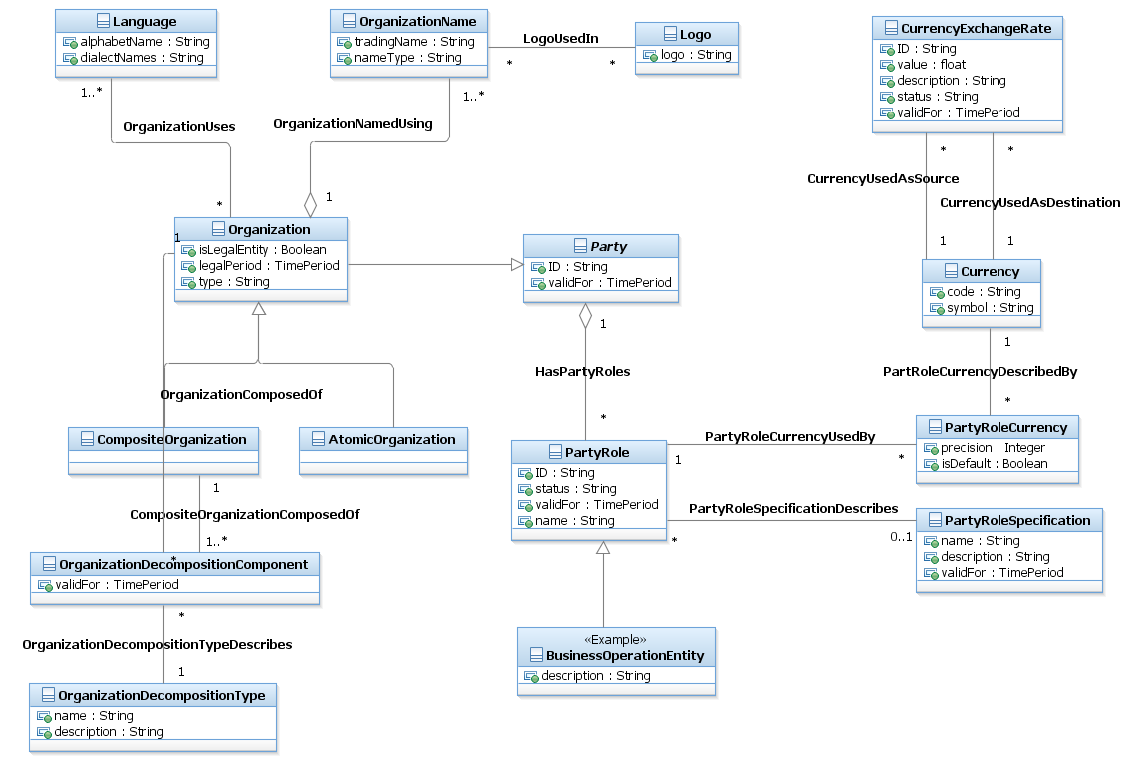 Language
alphabetName : String
dialectNames : String
OrganizationName
tradingName : String
nameType : String
LogoUsedIn
*
*
Logo
logo : String
CurrencyExchangeRate
ID : String
value : float
description : String
status : String
validFor : TimePeriod
1..*
OrganizationUses
*
1..*
OrganizationNamedUsing
1
*
*
CurrencyUsedAsSource
CurrencyUsedAsDestination
1
1
Organization
isLegalEntity : Boolean
legalPeriod : TimePeriod
type : String
1
Party
ID : String
validFor : TimePeriod
Currency
code : String
symbol : String
1
HasPartyRoles
*
1
PartRoleCurrencyDescribedBy
*
OrganizationComposedOf
CompositeOrganization
AtomicOrganization
PartyRole
ID : String
status : String
validFor : TimePeriod
name : String
PartyRoleCurrencyUsedBy
1
*
PartyRoleCurrency
precision Integer
isDefault : Boolean
1
CompositeOrganizationComposedOf
1..*
PartyRoleSpecificationDescribes
*
0..1
PartyRoleSpecification
name : String
description : String
validFor : TimePeriod
*
OrganizationDecompositionComponent
validFor : TimePeriod
*
OrganizationDecompositionTypeDescribes
1
«Example»
BusinessOperationEntity
description : String
OrganizationDecompositionType
name : String
description : String